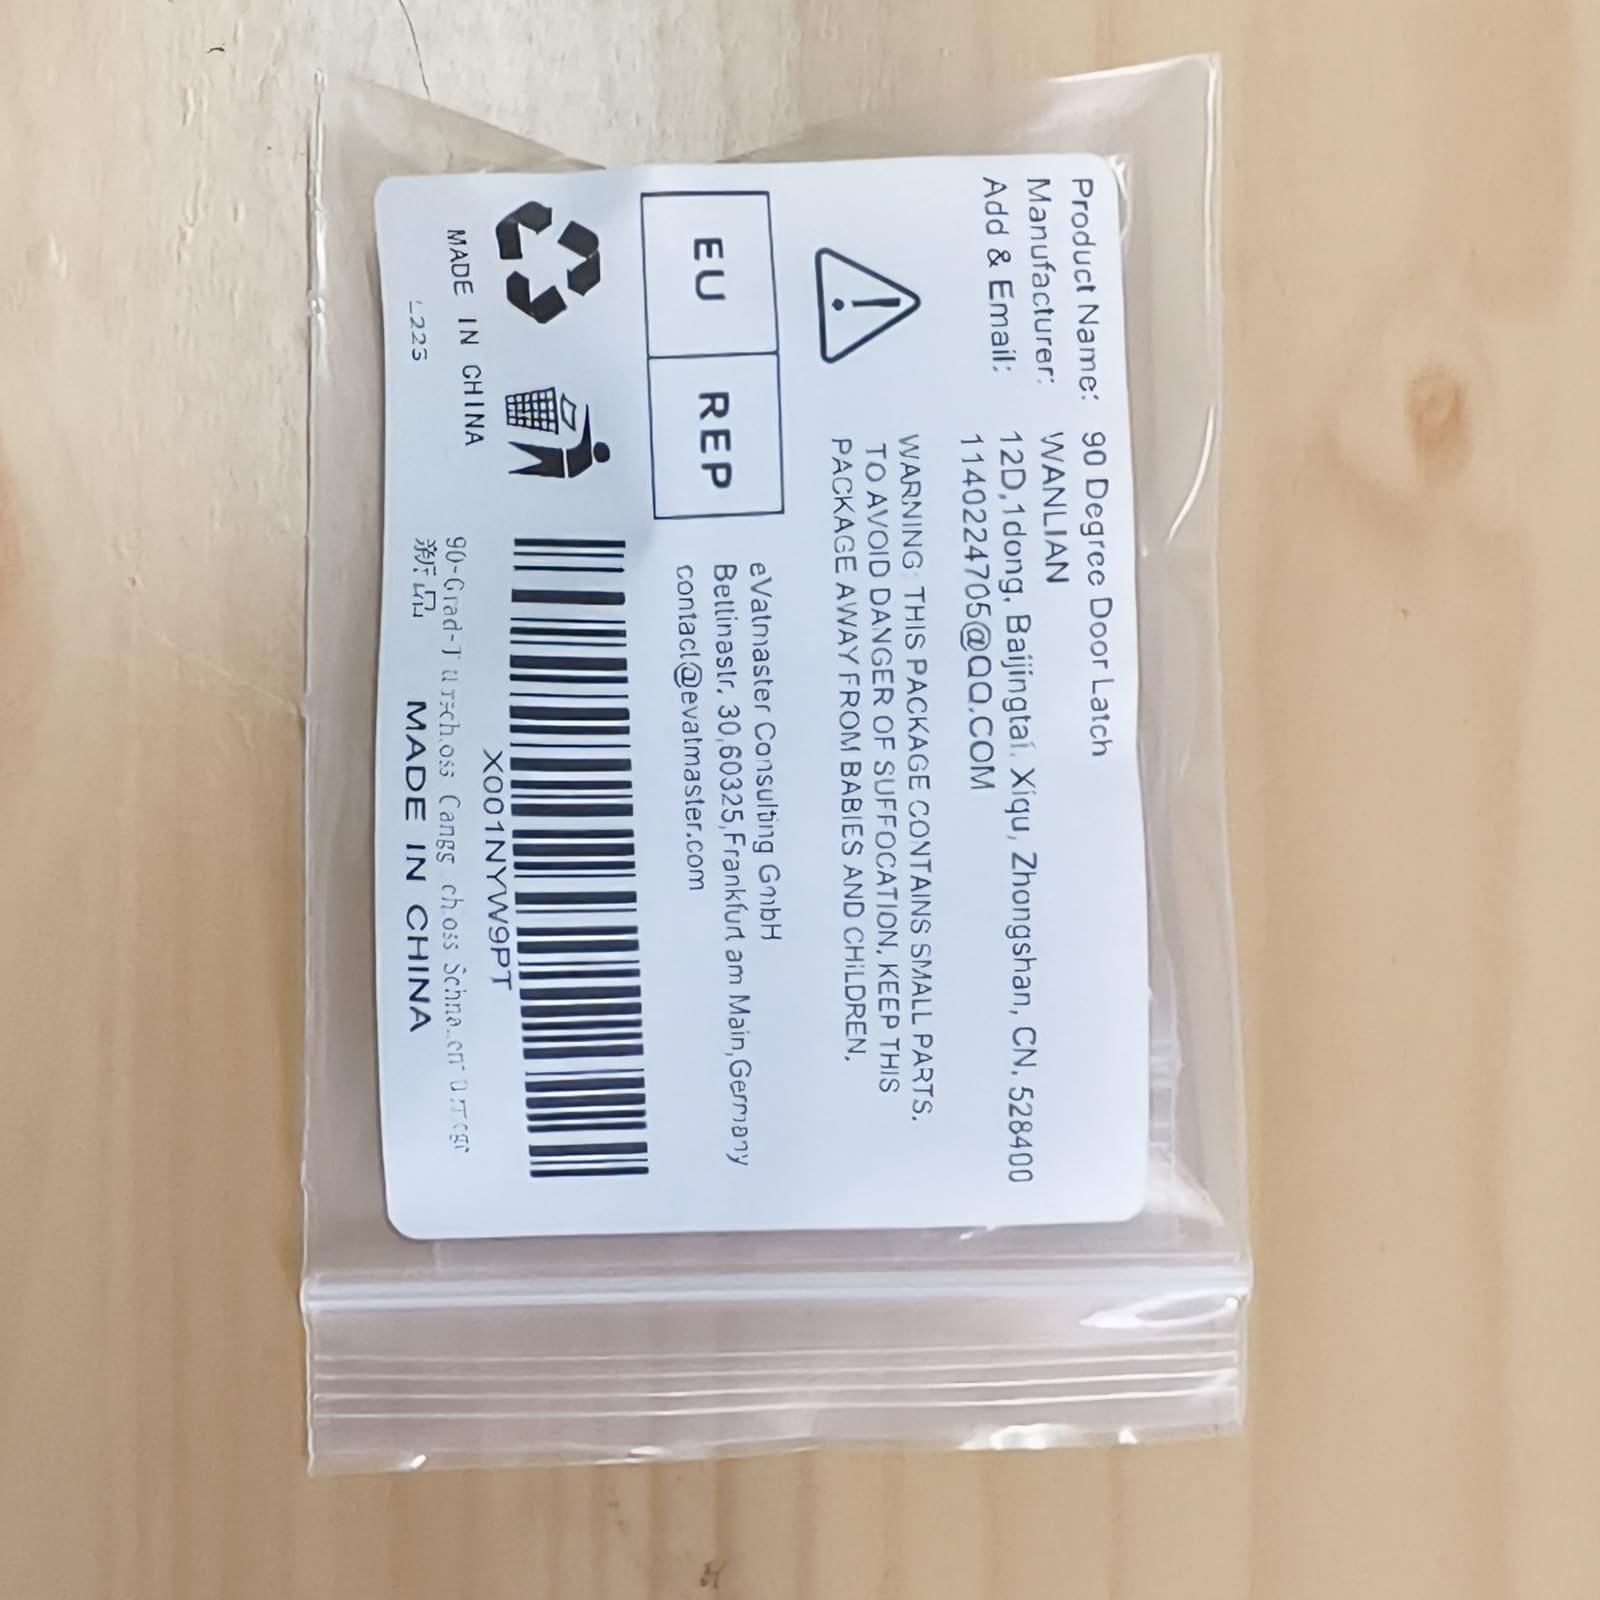 Product Name: 90 Degree Door Latch
Manufacturer: WANLIAN
Add & Email: 12D,1dong, Baijingtai, Xiqu, Zhongshan, CN, 528400
1140224705@QQ.COM
WARNING: THIS PACKAGE CONTAINS SMALL PARTS.
TO AVOID DANGER OF SUFFOCATION, KEEP THIS
PACKAGE AWAY FROM BABIES AND CHILDREN.
EU REP
eVatmaster Consulting GmbH
Bettinastr. 30,60325,Frankfurt am Main,Germany
contact@evatmaster.com
MADE IN CHINA
X001NYW9PT
新品
MADE IN CHINA